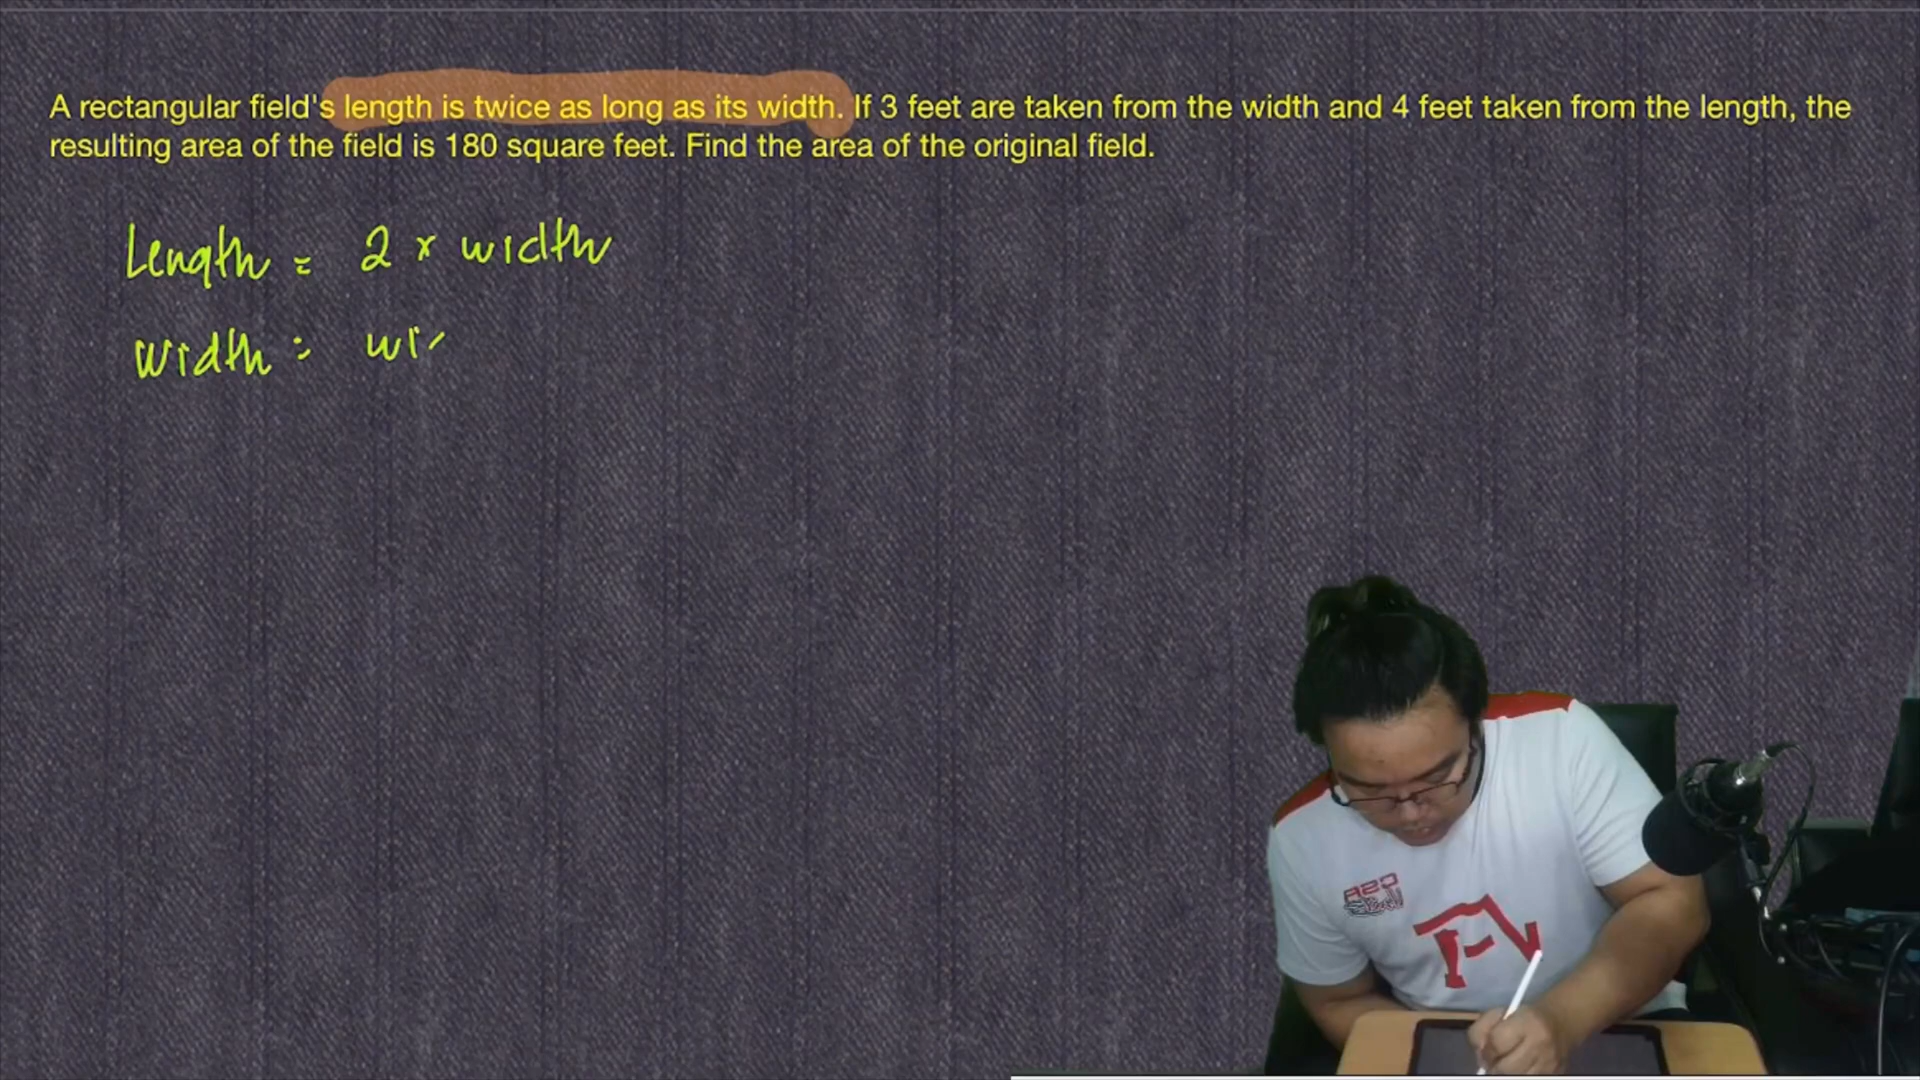 A rectangular field's length is twice as long as its width. If 3 feet are taken from the width and 4 feet taken from the length, the
resulting area of the field is 180 square feet. Find the area of the original field.
Length = 2 x width
width = wi